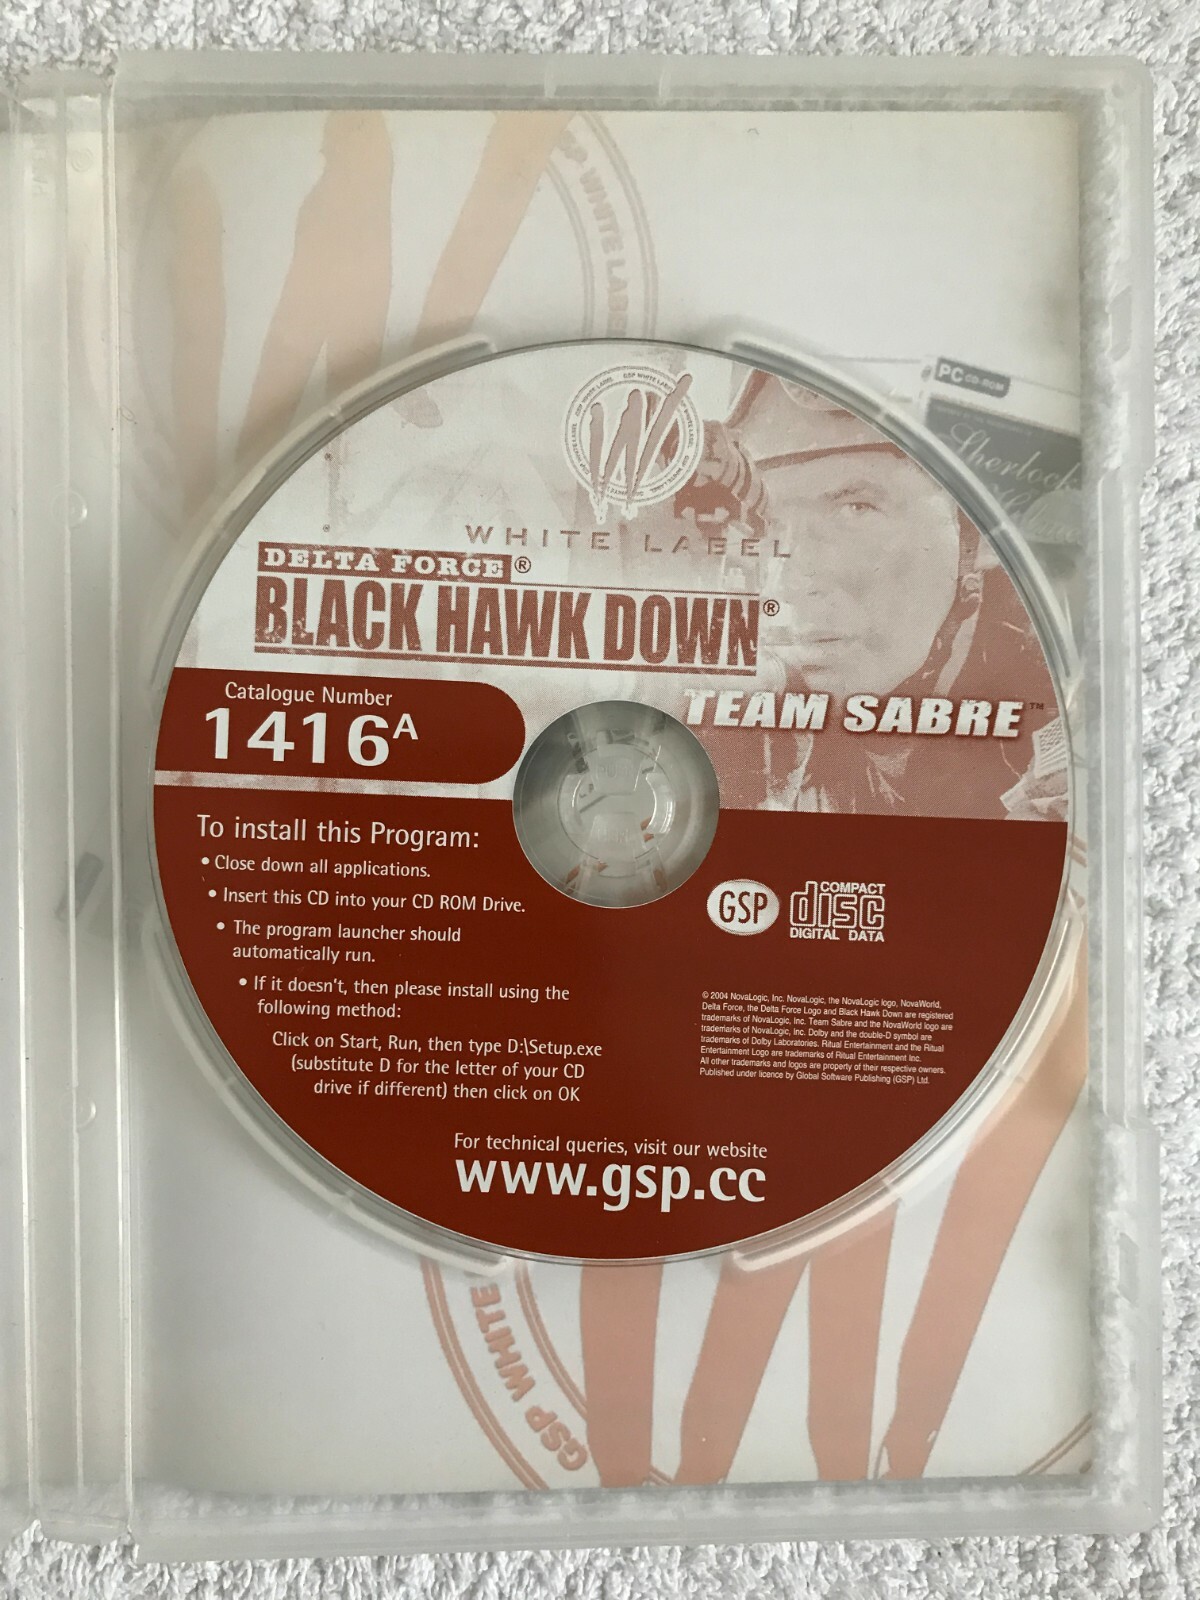 GSP WHITE LABE
PC CD-ROM
Sherlock
WHITE LABEL
DELTA FORCE®
BLACK HAWK DOWN®
TEAM SABRE™
Catalogue Number
1416A
To install this Program:
• Close down all applications.
• Insert this CD into your CD ROM Drive.
• The program launcher should
automatically run.
• If it doesn't, then please install using the
following method:
Click on Start, Run, then type D:\Setup.exe
(substitute D for the letter of your CD
drive if different) then click on OK
GSP
COMPACT
disc
DIGITAL DATA
© 2004 NovaLogic, Inc. NovaLogic, the NovaLogic logo, NovaWorld,
Delta Force, the Delta Force Logo and Black Hawk Down are registered
trademarks of NovaLogic, Inc. Team Sabre and the NovaWorld logo are
trademarks of NovaLogic, Inc. Dolby and the double-D symbol are
trademarks of Dolby Laboratories. Ritual Entertainment and the Ritual
Entertainment Logo are trademarks of Ritual Entertainment Inc.
All other trademarks and logos are property of their respective owners.
Published under licence by Global Software Publishing (GSP) Ltd.
For technical queries, visit our website
www.gsp.cc
GSP WHITE